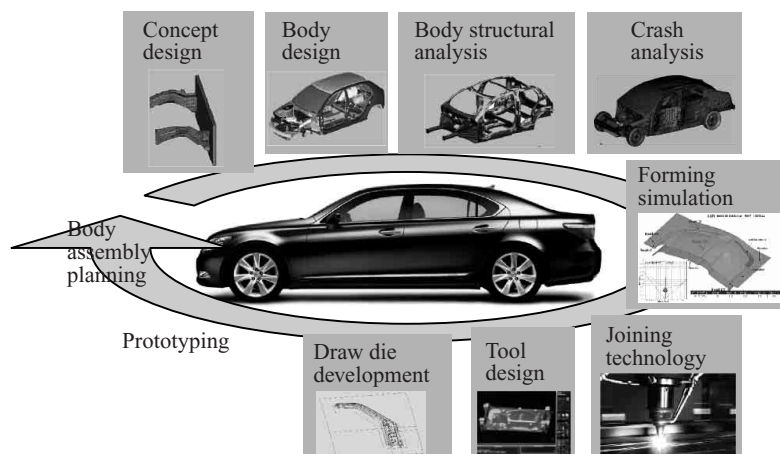 Concept
design
Body
design
Body structural
analysis
Crash
analysis
Forming
simulation
Joining
technology
Tool
design
Draw die
development
Prototyping
Body
assembly
planning